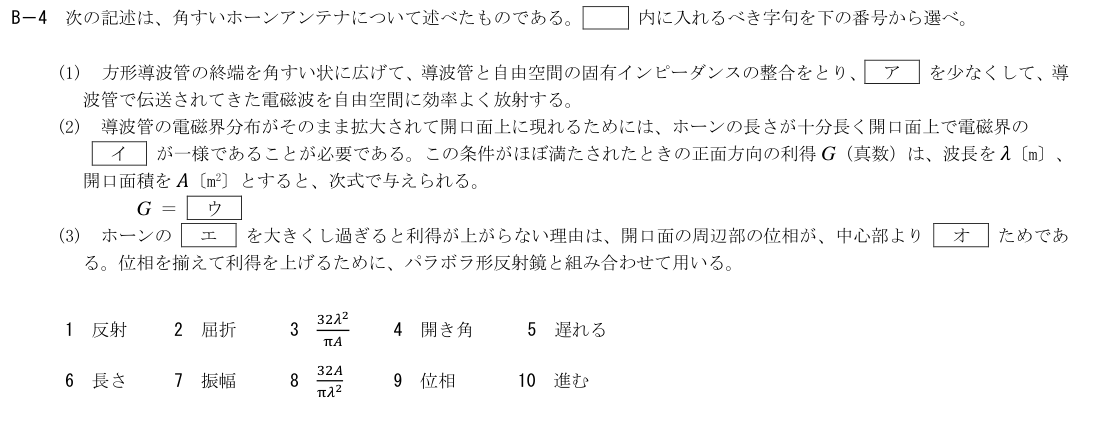 B－4 次の記述は、角すいホーンアンテナについて述べたものである。 内に入れるべき字句を下の番号から選べ。
(1) 方形導波管の終端を角すい状に広げて、導波管と自由空間の固有インピーダンスの整合をとり、 ア を少なくして、導
波管で伝送されてきた電磁波を自由空間に効率よく放射する。
(2) 導波管の電磁界分布がそのまま拡大されて開口面上に現れるためには、ホーンの長さが十分長く開口面上で電磁界の
イ が一様であることが必要である。この条件がほぼ満たされたときの正面方向の利得 G（真数）は、波長を λ〔m〕、
開口面積を A〔m²〕とすると、次式で与えられる。
G ＝ ウ
(3) ホーンの エ を大きくし過ぎると利得が上がらない理由は、開口面の周辺部の位相が、中心部より オ ためであ
る。位相を揃えて利得を上げるために、パラボラ形反射鏡と組み合わせて用いる。
1 反射 2 屈折 3 32λ²/πA 4 開き角 5 遅れる
6 長さ 7 振幅 8 32A/πλ² 9 位相 10 進む